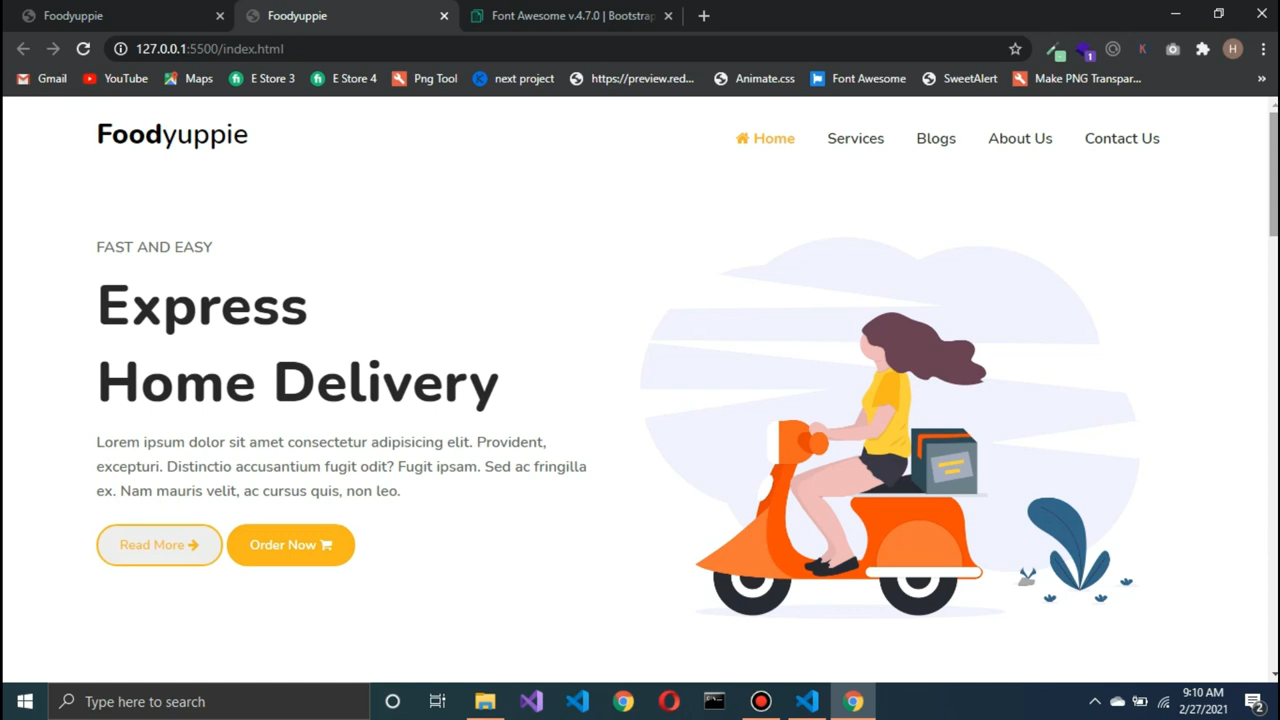 Foodyuppie
Foodyuppie
Font Awesome v.4.7.0 | Bootstrap
127.0.0.1:5500/index.html
1
K
H
Gmail
YouTube
Maps
E Store 3
E Store 4
Png Tool
next project
https://preview.red...
Animate.css
Font Awesome
SweetAlert
Make PNG Transpar...
»
Foodyuppie
Home
Services
Blogs
About Us
Contact Us
FAST AND EASY
Express
Home Delivery
Lorem ipsum dolor sit amet consectetur adipisicing elit. Provident,
excepturi. Distinctio accusantium fugit odit? Fugit ipsam. Sed ac fringilla
ex. Nam mauris velit, ac cursus quis, non leo.
Read More
Order Now
Type here to search
9:10 AM
2/27/2021
2